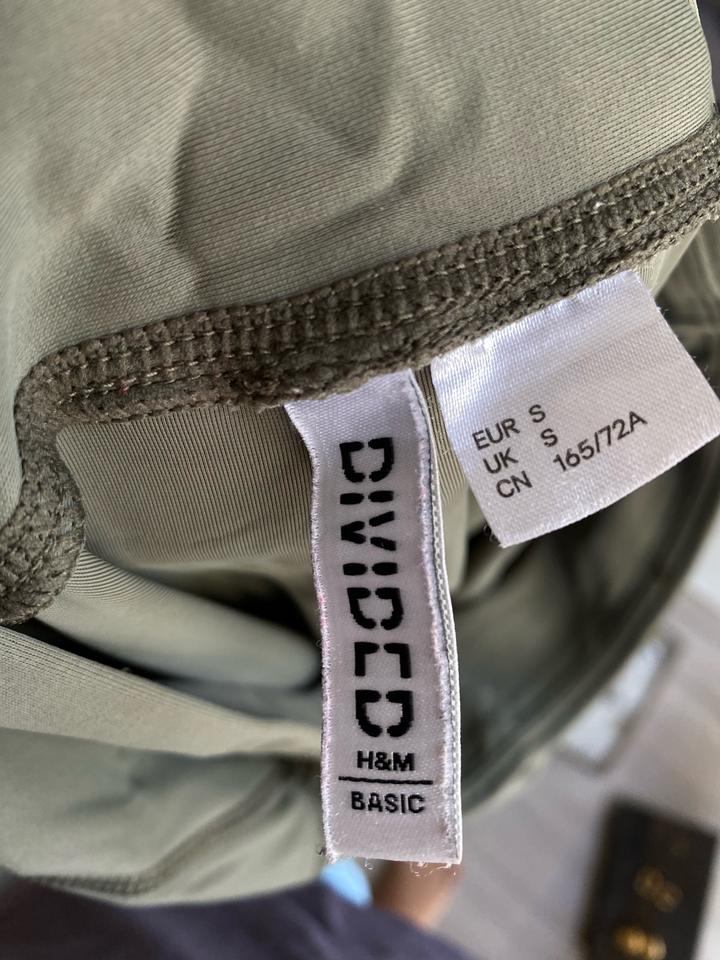 EUR S
UK S
CN 165/72A
DIVIDED
H&M
BASIC